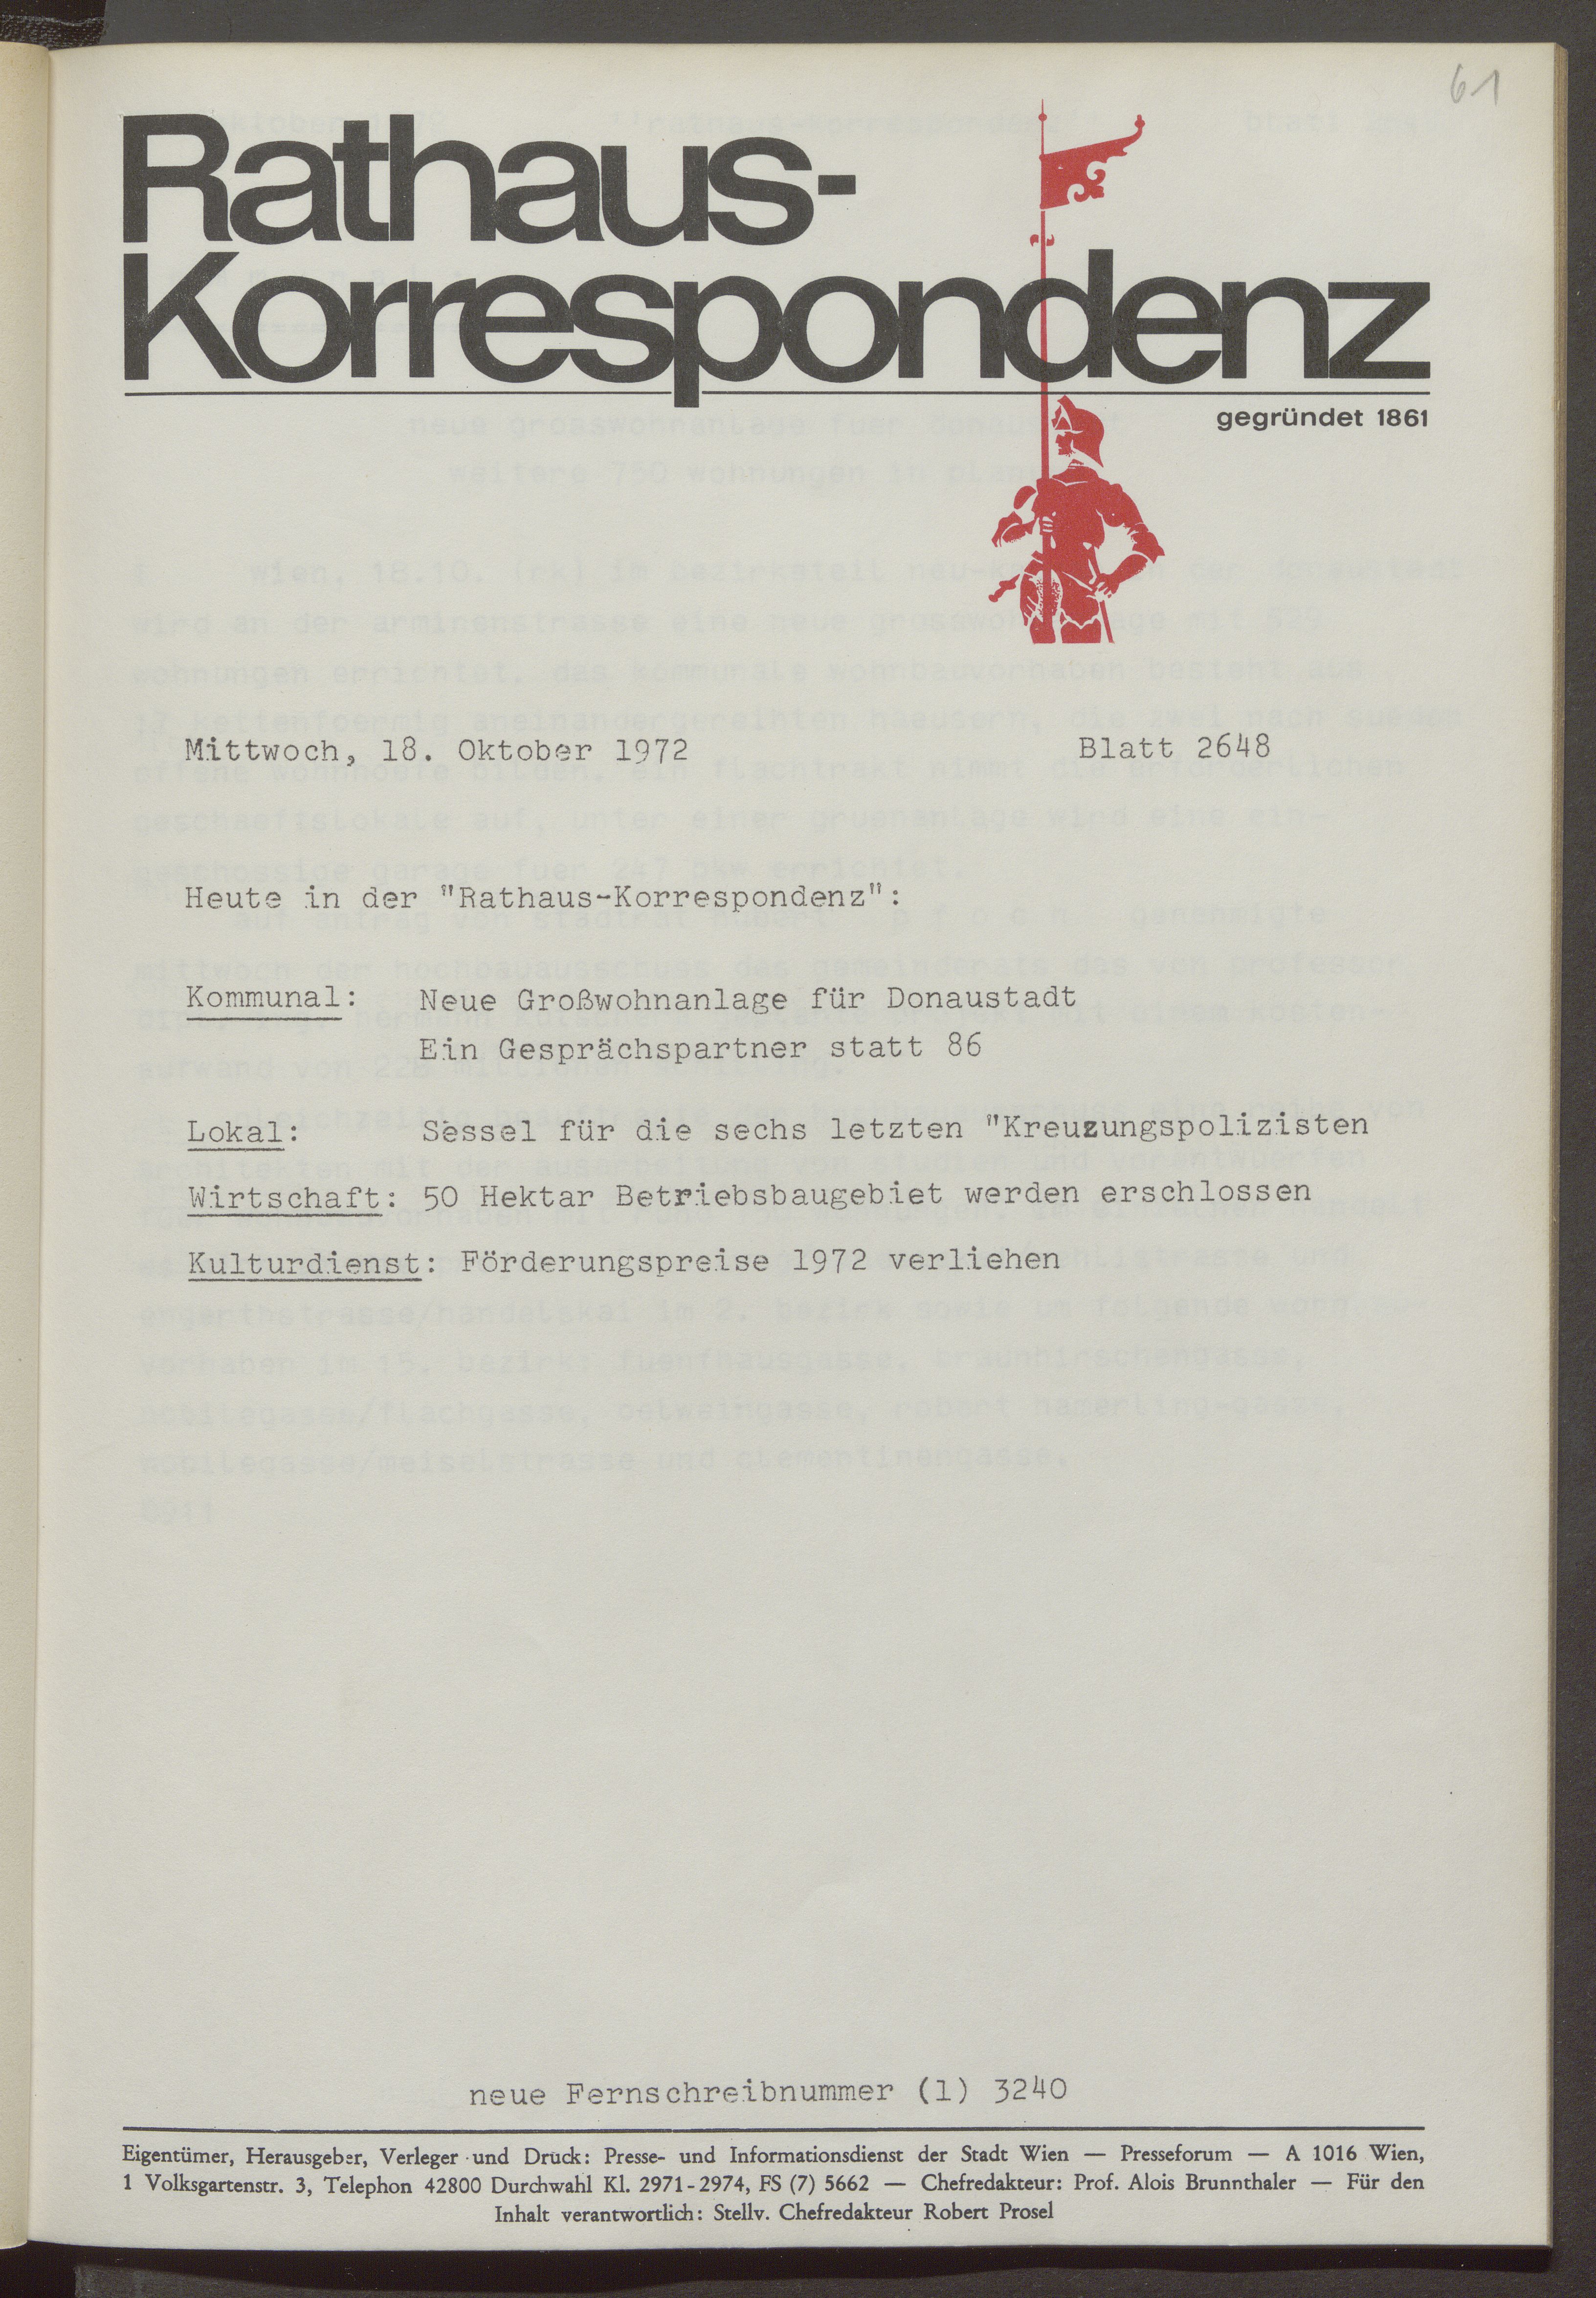 61
Rathaus-
Korrespondenz
gegründet 1861
Mittwoch, 18. Oktober 1972 Blatt 2648
Heute in der "Rathaus-Korrespondenz":
Kommunal: Neue Großwohnanlage für Donaustadt
Ein Gesprächspartner statt 86
Lokal: Sessel für die sechs letzten "Kreuzungspolizisten
Wirtschaft: 50 Hektar Betriebsbaugebiet werden erschlossen
Kulturdienst: Förderungspreise 1972 verliehen
neue Fernschreibnummer (1) 3240
Eigentümer, Herausgeber, Verleger und Druck: Presse- und Informationsdienst der Stadt Wien — Presseforum — A 1016 Wien,
1 Volksgartenstr. 3, Telephon 42800 Durchwahl Kl. 2971-2974, FS (7) 5662 — Chefredakteur: Prof. Alois Brunnthaler — Für den
Inhalt verantwortlich: Stellv. Chefredakteur Robert Prosel